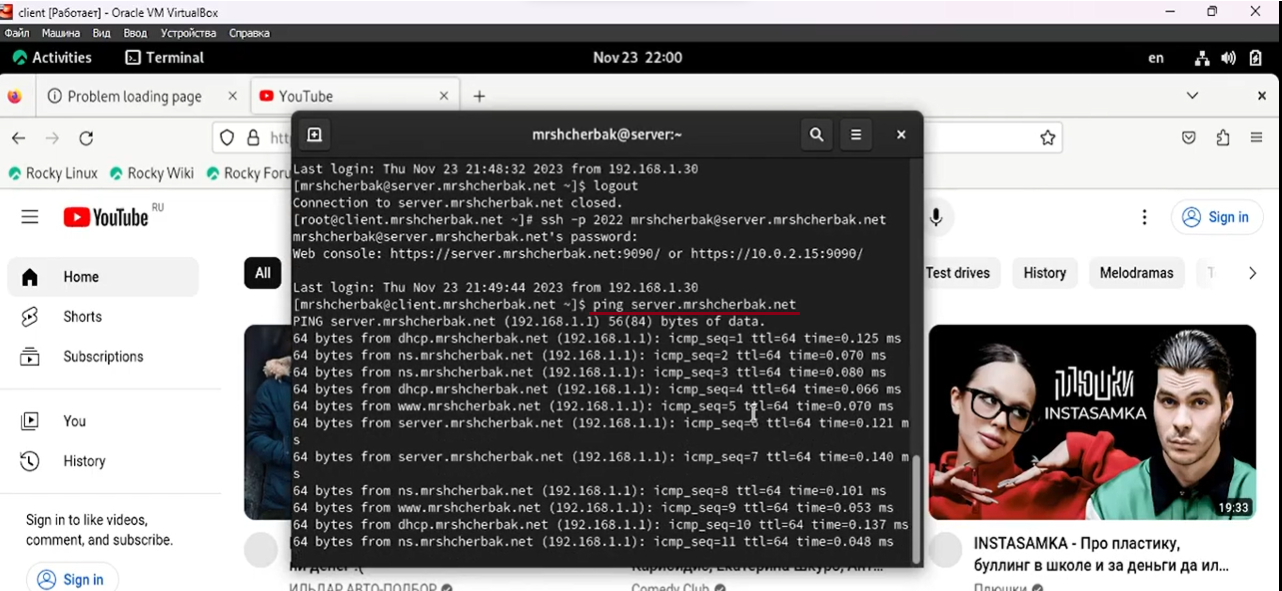 client [Работает] - Oracle VM VirtualBox
Файл Машина Вид Ввод Устройства Справка
Activities Terminal Nov 23 22:00 en
Problem loading page YouTube
Rocky Linux Rocky Wiki Rocky Foru
mrshcherbak@server:~
Last login: Thu Nov 23 21:48:32 2023 from 192.168.1.30
[mrshcherbak@server.mrshcherbak.net ~]$ logout
Connection to server.mrshcherbak.net closed.
[root@client.mrshcherbak.net ~]# ssh -p 2022 mrshcherbak@server.mrshcherbak.net
mrshcherbak@server.mrshcherbak.net's password:
Web console: https://server.mrshcherbak.net:9090/ or https://10.0.2.15:9090/
Last login: Thu Nov 23 21:49:44 2023 from 192.168.1.30
[mrshcherbak@client.mrshcherbak.net ~]$ ping server.mrshcherbak.net
PING server.mrshcherbak.net (192.168.1.1) 56(84) bytes of data.
64 bytes from dhcp.mrshcherbak.net (192.168.1.1): icmp_seq=1 ttl=64 time=0.125 ms
64 bytes from ns.mrshcherbak.net (192.168.1.1): icmp_seq=2 ttl=64 time=0.070 ms
64 bytes from ns.mrshcherbak.net (192.168.1.1): icmp_seq=3 ttl=64 time=0.080 ms
64 bytes from dhcp.mrshcherbak.net (192.168.1.1): icmp_seq=4 ttl=64 time=0.066 ms
64 bytes from www.mrshcherbak.net (192.168.1.1): icmp_seq=5 ttl=64 time=0.070 ms
64 bytes from server.mrshcherbak.net (192.168.1.1): icmp_seq=6 ttl=64 time=0.121 m
s
64 bytes from server.mrshcherbak.net (192.168.1.1): icmp_seq=7 ttl=64 time=0.140 m
s
64 bytes from ns.mrshcherbak.net (192.168.1.1): icmp_seq=8 ttl=64 time=0.101 ms
64 bytes from www.mrshcherbak.net (192.168.1.1): icmp_seq=9 ttl=64 time=0.053 ms
64 bytes from dhcp.mrshcherbak.net (192.168.1.1): icmp_seq=10 ttl=64 time=0.137 ms
64 bytes from ns.mrshcherbak.net (192.168.1.1): icmp_seq=11 ttl=64 time=0.048 ms
YouTube RU
Sign in
Home
Shorts
Subscriptions
You
History
Sign in to like videos,
comment, and subscribe.
Sign in
All
Test drives History Melodramas
ПЛЮШКИ
INSTASAMKA
19:33
INSTASAMKA - Про пластику,
буллинг в школе и за деньги да ил...
Плюшки
ИЛЬДАР АВТО-ПОДБОР
Comedy Club